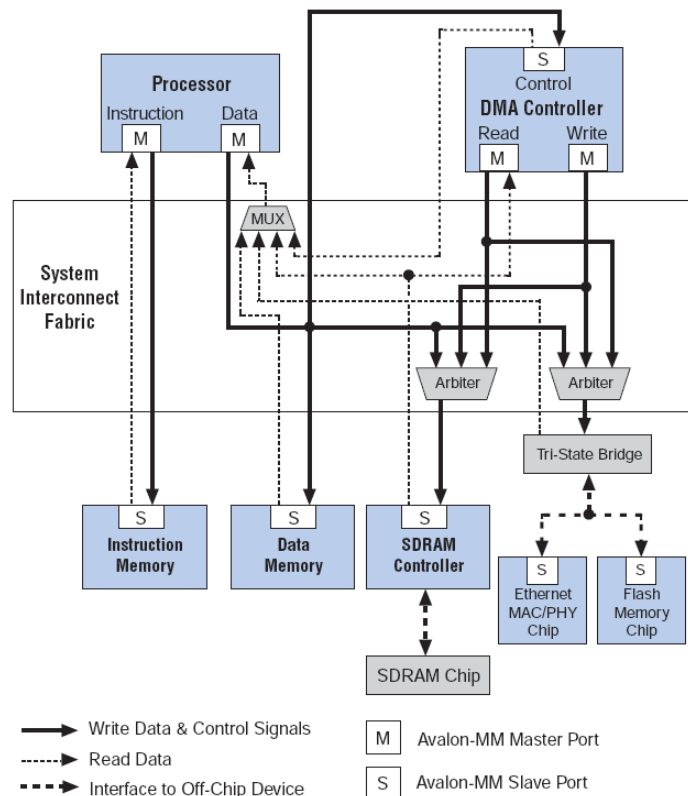 S
Control
Processor
DMA Controller
Instruction
Data
Read
Write
M
M
M
M
MUX
System
Interconnect
Fabric
Arbiter
Arbiter
Tri-State Bridge
S
Instruction
Memory
S
Data
Memory
S
SDRAM
Controller
S
Ethernet
MAC/PHY
Chip
S
Flash
Memory
Chip
SDRAM Chip
Write Data & Control Signals
Read Data
Interface to Off-Chip Device
M
Avalon-MM Master Port
S
Avalon-MM Slave Port